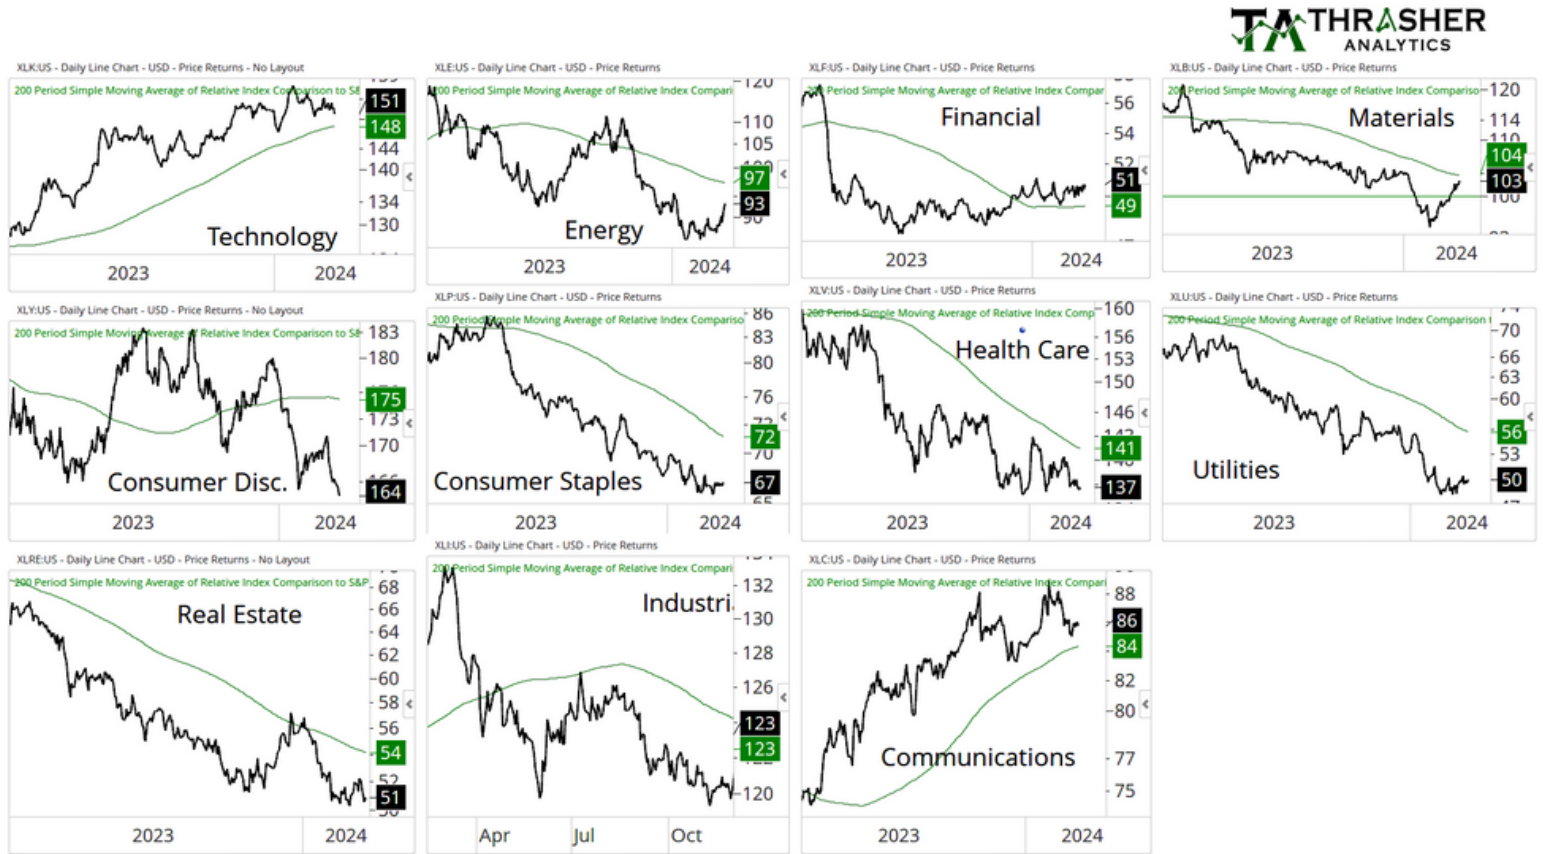 TA THRASHER
ANALYTICS
XLK:US - Daily Line Chart - USD - Price Returns - No Layout
200 Period Simple Moving Average of Relative Index Comparison to S&
151
148
144
140
134
130
Technology
2023
2024
XLE:US - Daily Line Chart - USD - Price Returns
200 Period Simple Moving Average of Relative Index Compari
120
110
105
97
93
90
Energy
2023
2024
XLF:US - Daily Line Chart - USD - Price Returns
200 Period Simple Moving Average of Relative Index Compar
Financial
56
54
52
51
49
2023
2024
XLB:US - Daily Line Chart - USD - Price Returns
200 Period Simple Moving Average of Relative Index Compariso
Materials
120
114
110
104
103
100
2023
2024
XLY:US - Daily Line Chart - USD - Price Returns - No Layout
200 Period Simple Moving Average of Relative Index Comparison to S&
183
180
175
173
170
164
Consumer Disc.
2023
2024
XLP:US - Daily Line Chart - USD - Price Returns
200 Period Simple Moving Average of Relative Index Compariso
86
83
80
76
72
70
67
65
Consumer Staples
2023
2024
XLV:US - Daily Line Chart - USD - Price Returns
200 Period Simple Moving Average of Relative Index Comp
Health Care
160
156
153
150
146
141
137
2023
2024
XLU:US - Daily Line Chart - USD - Price Returns
200 Period Simple Moving Average of Relative Index Comparison
70
66
63
60
56
53
50
Utilities
2023
2024
XLRE:US - Daily Line Chart - USD - Price Returns - No Layout
200 Period Simple Moving Average of Relative Index Comparison to S&P
Real Estate
68
66
64
62
60
58
56
54
52
51
50
2023
2024
XLI:US - Daily Line Chart - USD - Price Returns
200 Period Simple Moving Average of Relative Index Compari
Industri
132
130
128
126
123
123
120
Apr
Jul
Oct
XLC:US - Daily Line Chart - USD - Price Returns
200 Period Simple Moving Average of Relative Index Compari
88
86
84
82
80
77
75
Communications
2023
2024